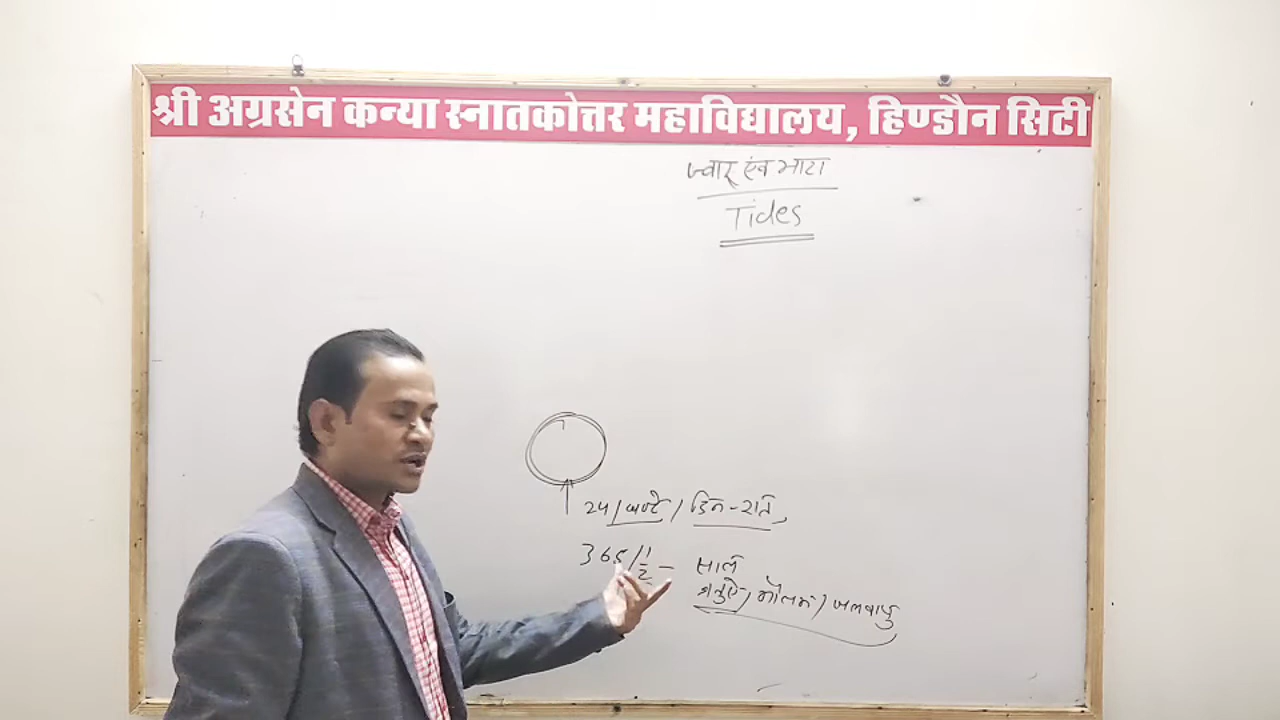 श्री अग्रसेन कन्या स्नातकोत्तर महाविद्यालय, हिण्डौन सिटी
ज्वार एंव भाटा
Tides
24 / घण्टे / दिन-रात,
365 / 1/2 - साल
ऋतुऐ, मौसम, जलवायु